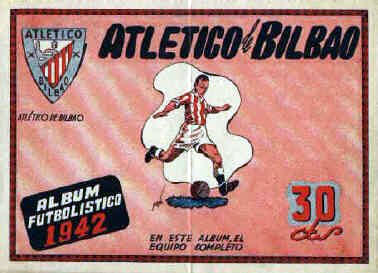 ATLETICO
BILBAO
ATLETICO de BILBAO
ATLÉTICO DE BILBAO
ALBUM
FUTBOLISTICO
1942
30
cts
EN ESTE ALBUM, EL
EQUIPO COMPLETO